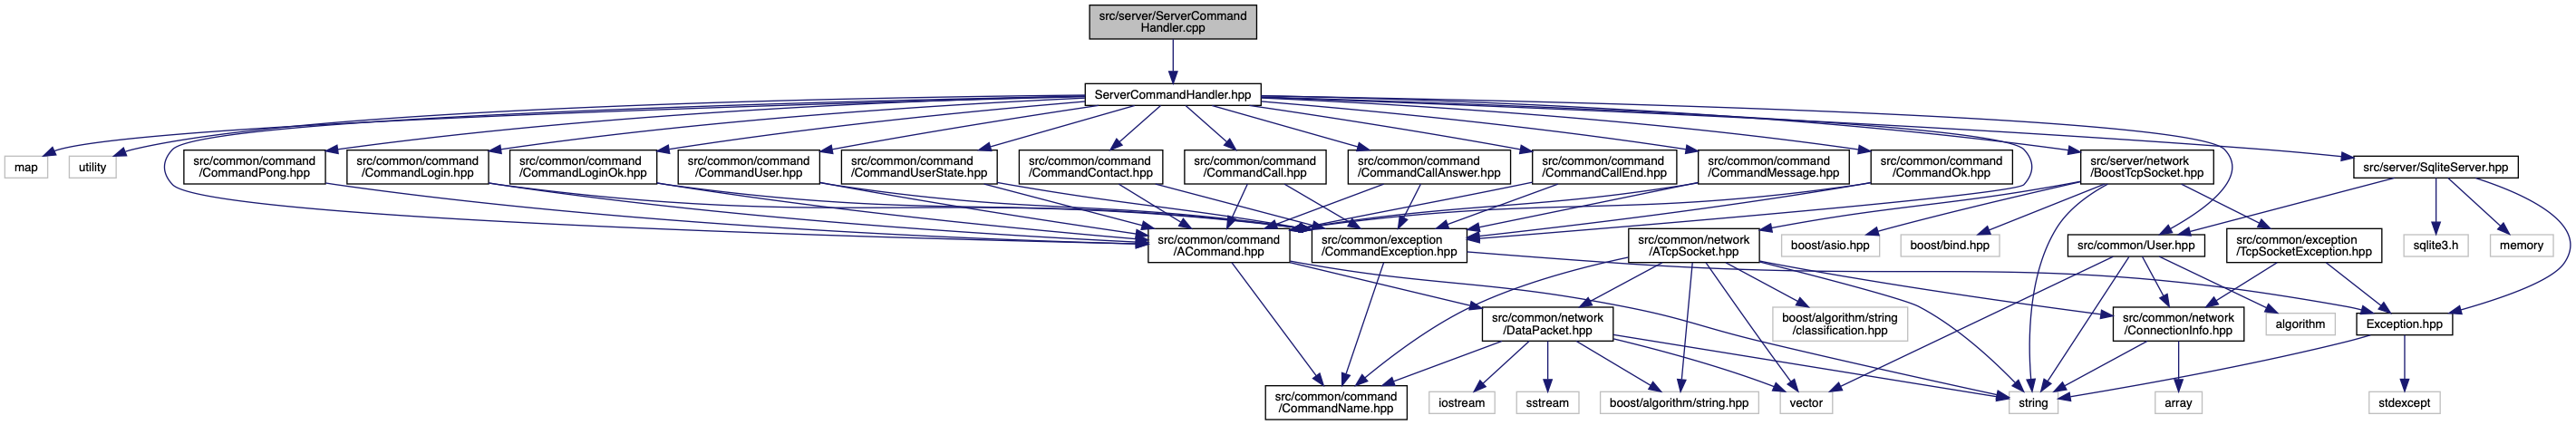 src/server/ServerCommand
Handler.cpp
ServerCommandHandler.hpp
map
utility
src/common/command
/CommandPong.hpp
src/common/command
/CommandLogin.hpp
src/common/command
/CommandLoginOk.hpp
src/common/command
/CommandUser.hpp
src/common/command
/CommandUserState.hpp
src/common/command
/CommandContact.hpp
src/common/command
/CommandCall.hpp
src/common/command
/CommandCallAnswer.hpp
src/common/command
/CommandCallEnd.hpp
src/common/command
/CommandMessage.hpp
src/common/command
/CommandOk.hpp
src/server/network
/BoostTcpSocket.hpp
src/server/SqliteServer.hpp
src/common/command
/ACommand.hpp
src/common/exception
/CommandException.hpp
src/common/network
/ATcpSocket.hpp
boost/asio.hpp
boost/bind.hpp
src/common/User.hpp
src/common/exception
/TcpSocketException.hpp
sqlite3.h
memory
src/common/network
/DataPacket.hpp
boost/algorithm/string
/classification.hpp
src/common/network
/ConnectionInfo.hpp
algorithm
Exception.hpp
src/common/command
/CommandName.hpp
iostream
sstream
boost/algorithm/string.hpp
vector
string
array
stdexcept